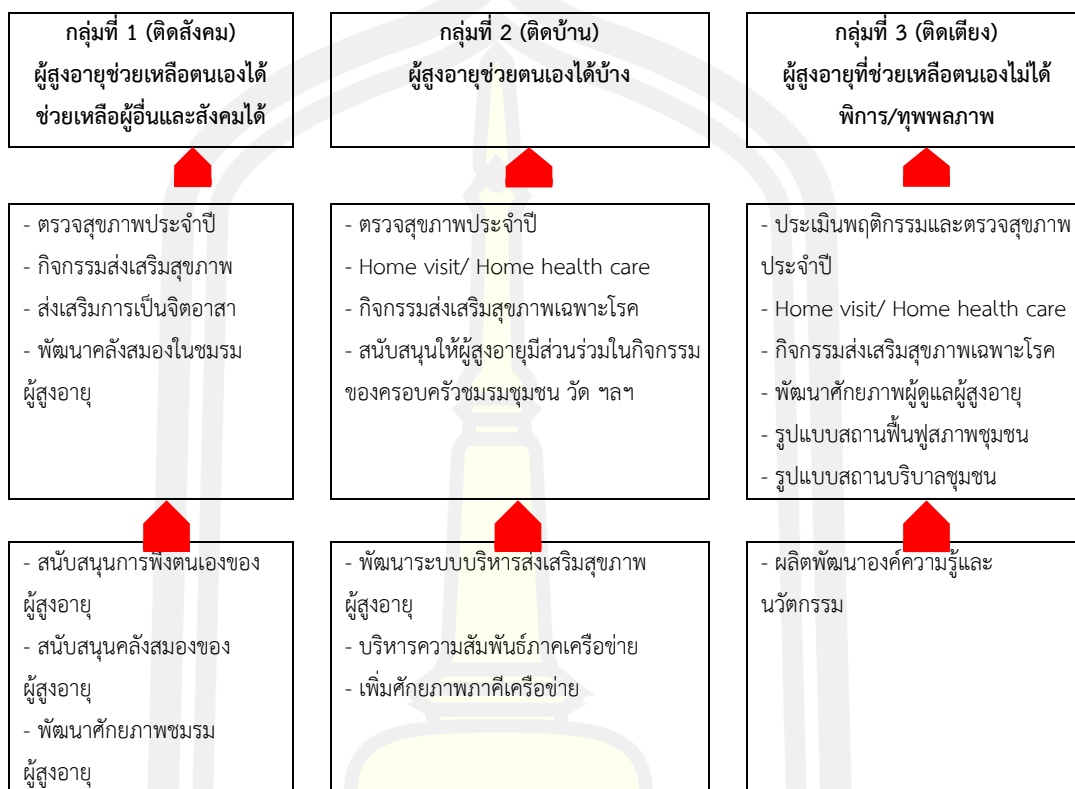 กลุ่มที่ 1 (ติดสังคม)
ผู้สูงอายุช่วยเหลือตนเองได้
ช่วยเหลือผู้อื่นและสังคมได้
กลุ่มที่ 2 (ติดบ้าน)
ผู้สูงอายุช่วยตนเองได้บ้าง
กลุ่มที่ 3 (ติดเตียง)
ผู้สูงอายุที่ช่วยเหลือตนเองไม่ได้
พิการ/ทุพพลภาพ
- ตรวจสุขภาพประจำปี
- กิจกรรมส่งเสริมสุขภาพ
- ส่งเสริมการเป็นจิตอาสา
- พัฒนาคลังสมองในชมรม
ผู้สูงอายุ
- ตรวจสุขภาพประจำปี
- Home visit/ Home health care
- กิจกรรมส่งเสริมสุขภาพเฉพาะโรค
- สนับสนุนให้ผู้สูงอายุมีส่วนร่วมในกิจกรรม
ของครอบครัวชมรมชุมชน วัด ฯลฯ
- ประเมินพฤติกรรมและตรวจสุขภาพ
ประจำปี
- Home visit/ Home health care
- กิจกรรมส่งเสริมสุขภาพเฉพาะโรค
- พัฒนาศักยภาพผู้ดูแลผู้สูงอายุ
- รูปแบบสถานฟื้นฟูสภาพชุมชน
- รูปแบบสถานบริบาลชุมชน
- สนับสนุนการพึ่งตนเองของ
ผู้สูงอายุ
- สนับสนุนคลังสมองของ
ผู้สูงอายุ
- พัฒนาศักยภาพชมรม
ผู้สูงอายุ
- พัฒนาระบบบริหารส่งเสริมสุขภาพ
ผู้สูงอายุ
- บริหารความสัมพันธ์ภาคเครือข่าย
- เพิ่มศักยภาพภาคีเครือข่าย
- ผลิตพัฒนาองค์ความรู้และ
นวัตกรรม